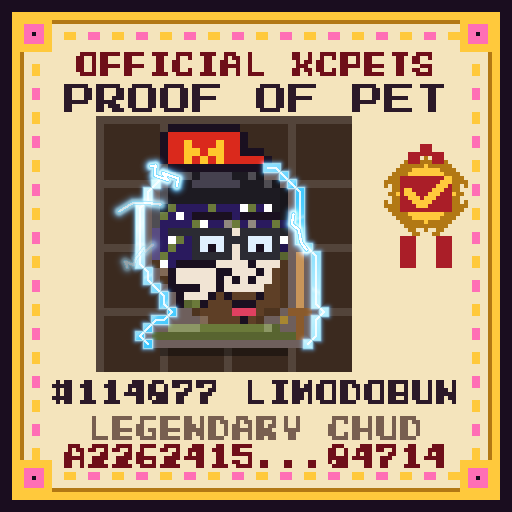 OFFICIAL XCPETS
PROOF OF PET
M
#114077 LIMODOBUN
LEGENDARY CHUD
A2262415...04714